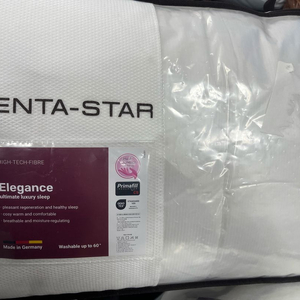 ENTA-STAR
HIGH-TECH-FIBRE
Elegance
ultimate luxury sleep
pleasant regeneration and healthy sleep
cosy warm and comfortable
breathable and moisture-regulating
Primafill
Made in Germany
Washable up to 60°